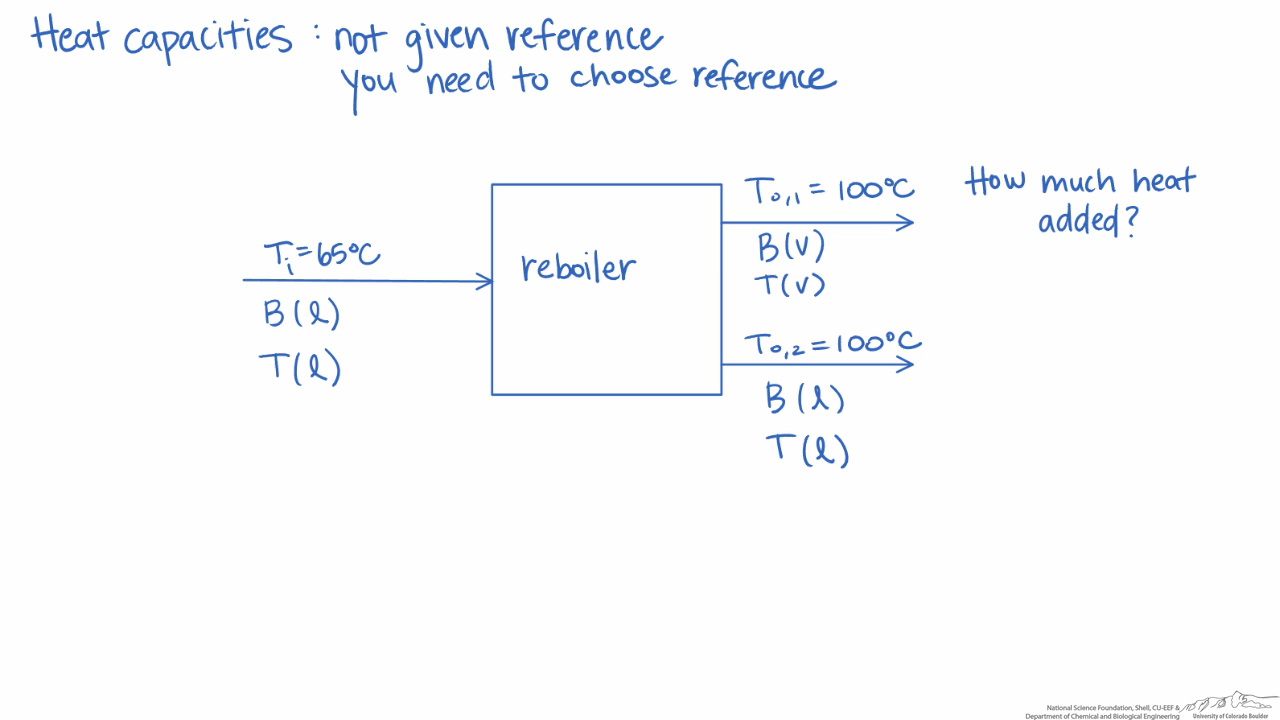 Heat capacities : not given reference
you need to choose reference
Ti = 65°C
B(l)
T(l)
reboiler
To,1 = 100°C
B(v)
T(v)
To,2 = 100°C
B(l)
T(l)
How much heat
added?
National Science Foundation, Shell, CU-EEF &
Department of Chemical and Biological Engineering
University of Colorado Boulder